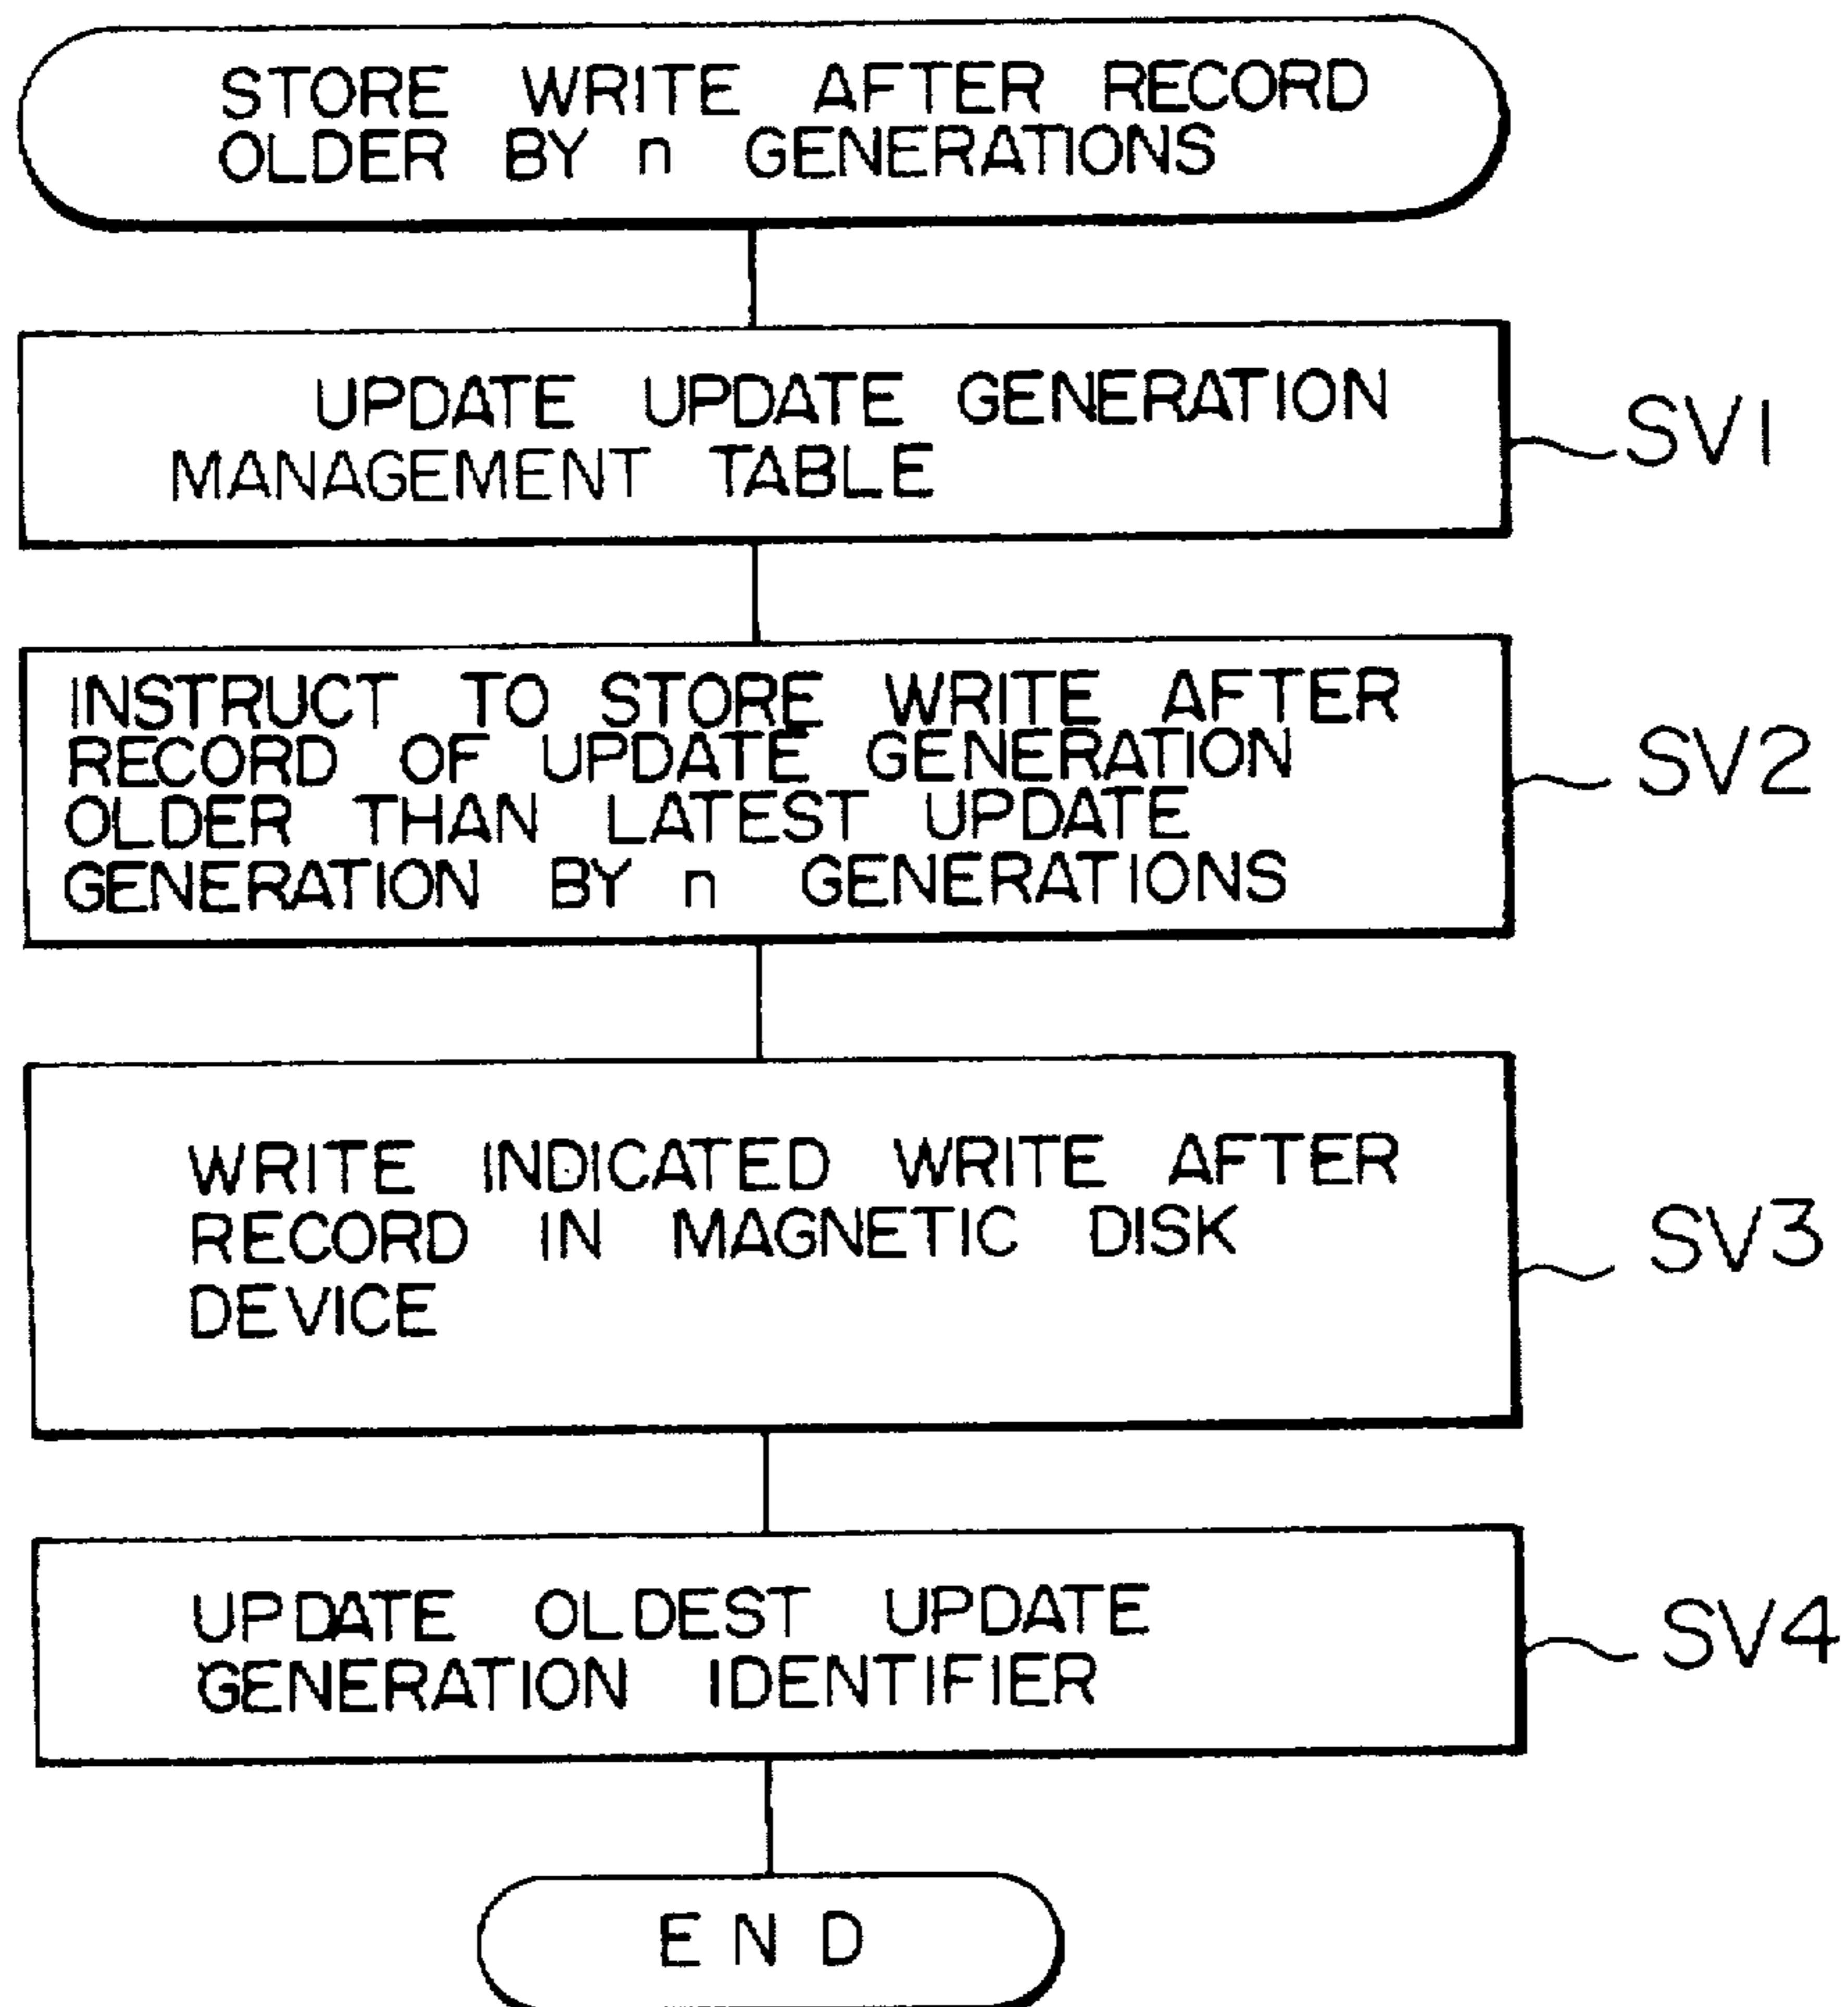 STORE WRITE AFTER RECORD
OLDER BY n GENERATIONS
UPDATE UPDATE GENERATION
MANAGEMENT TABLE
SV1
INSTRUCT TO STORE WRITE AFTER
RECORD OF UPDATE GENERATION
OLDER THAN LATEST UPDATE
GENERATION BY n GENERATIONS
SV2
WRITE INDICATED WRITE AFTER
RECORD IN MAGNETIC DISK
DEVICE
SV3
UPDATE OLDEST UPDATE
GENERATION IDENTIFIER
SV4
END